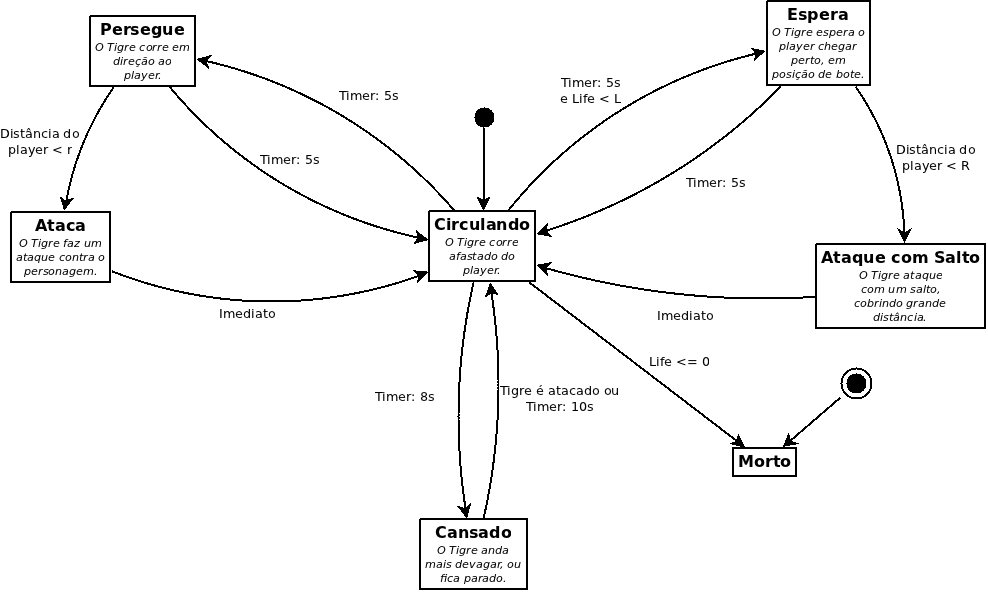 Persegue
O Tigre corre em
direção ao
player.
Espera
O Tigre espera o
player chegar
perto, em
posição de bote.
Timer: 5s
Timer: 5s
e Life < L
Distância do
player < r
Timer: 5s
Timer: 5s
Distância do
player < R
Ataca
O Tigre faz um
ataque contra o
personagem.
Circulando
O Tigre corre
afastado do
player.
Ataque com Salto
O Tigre ataque
com um salto,
cobrindo grande
distância.
Imediato
Imediato
Life <= 0
Timer: 8s
Tigre é atacado ou
Timer: 10s
Morto
Cansado
O Tigre anda
mais devagar, ou
fica parado.